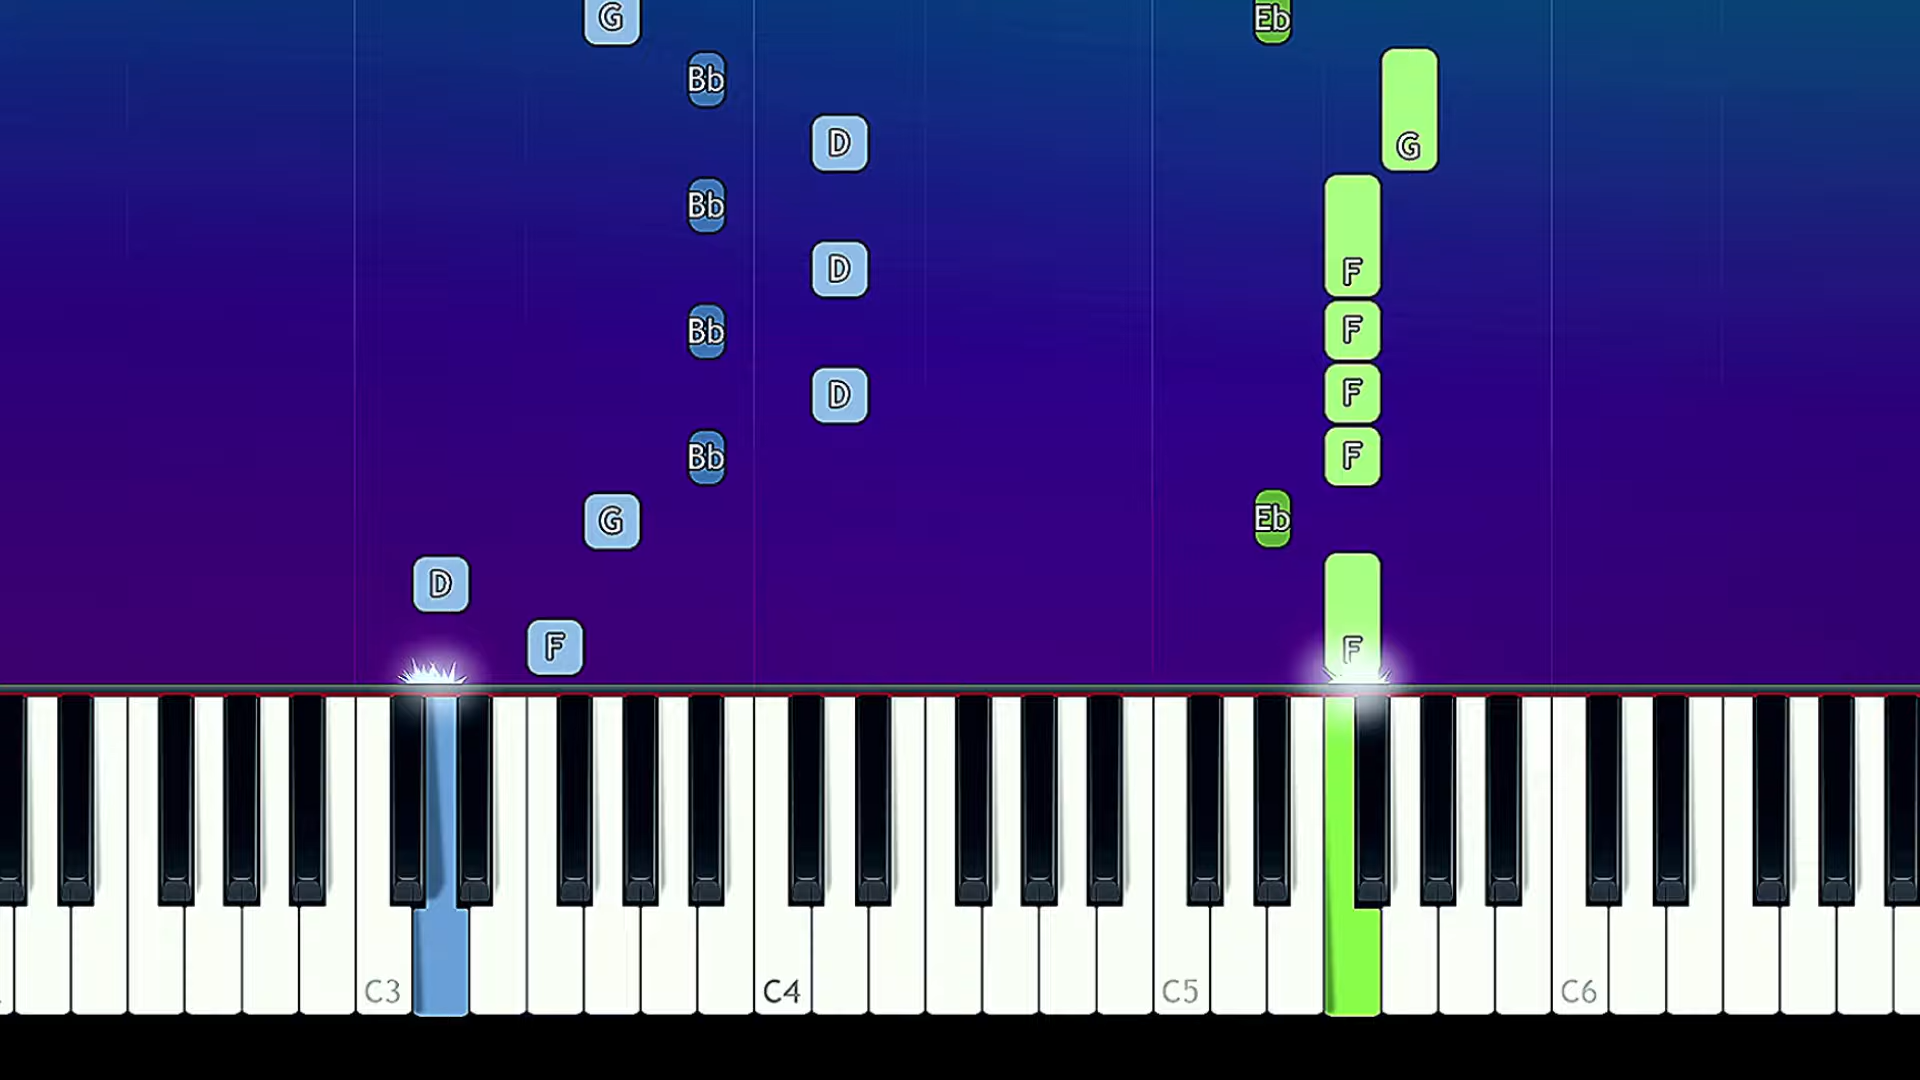 G Eb
Bb
D G
Bb
D F
Bb F
D F
Bb F
G Eb
D
F F
C3 C4 C5 C6